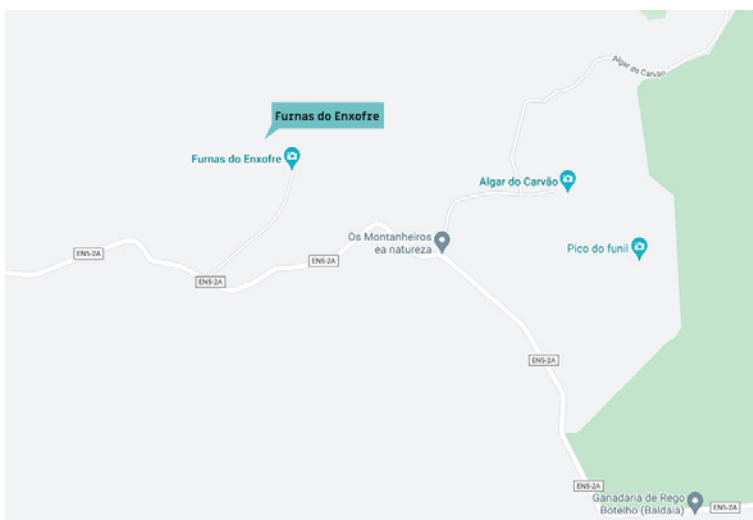 Algar do Carvão
Furnas do Enxofre
Furnas do Enxofre
Algar do Carvão
Os Montanheiros
ea natureza
Pico do funil
EN5-2A
EN5-2A
EN5-2A
EN5-2A
EN5-2A
Ganadaria de Rego
Botelho (Baldaia)
EN5-2A